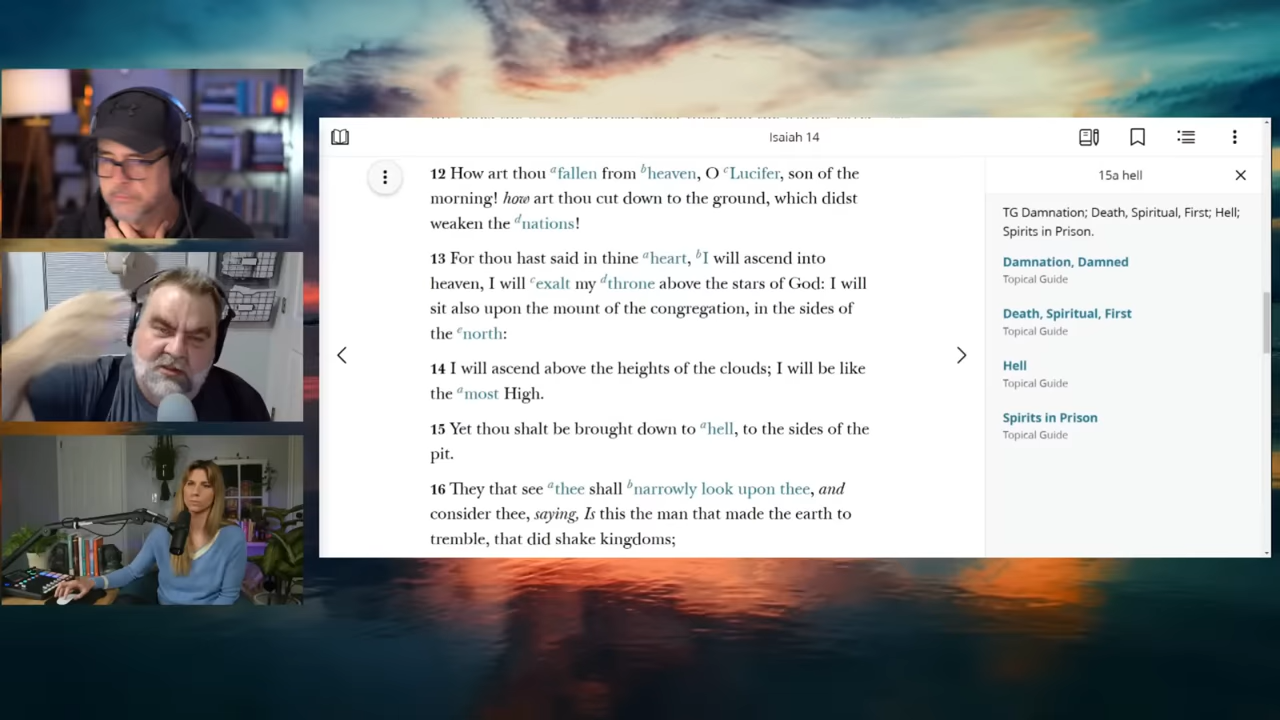 Isaiah 14
12 How art thou ᵃfallen from ᵇheaven, O ᶜLucifer, son of the
morning! how art thou cut down to the ground, which didst
weaken the ᵈnations!
13 For thou hast said in thine ᵃheart, ᵇI will ascend into
heaven, I will ᶜexalt my ᵈthrone above the stars of God: I will
sit also upon the mount of the congregation, in the sides of
the ᵉnorth:
14 I will ascend above the heights of the clouds; I will be like
the ᵃmost High.
15 Yet thou shalt be brought down to ᵃhell, to the sides of the
pit.
16 They that see ᵃthee shall ᵇnarrowly look upon thee, and
consider thee, saying, Is this the man that made the earth to
tremble, that did shake kingdoms;
15a hell
TG Damnation; Death, Spiritual, First; Hell;
Spirits in Prison.
Damnation, Damned
Topical Guide
Death, Spiritual, First
Topical Guide
Hell
Topical Guide
Spirits in Prison
Topical Guide